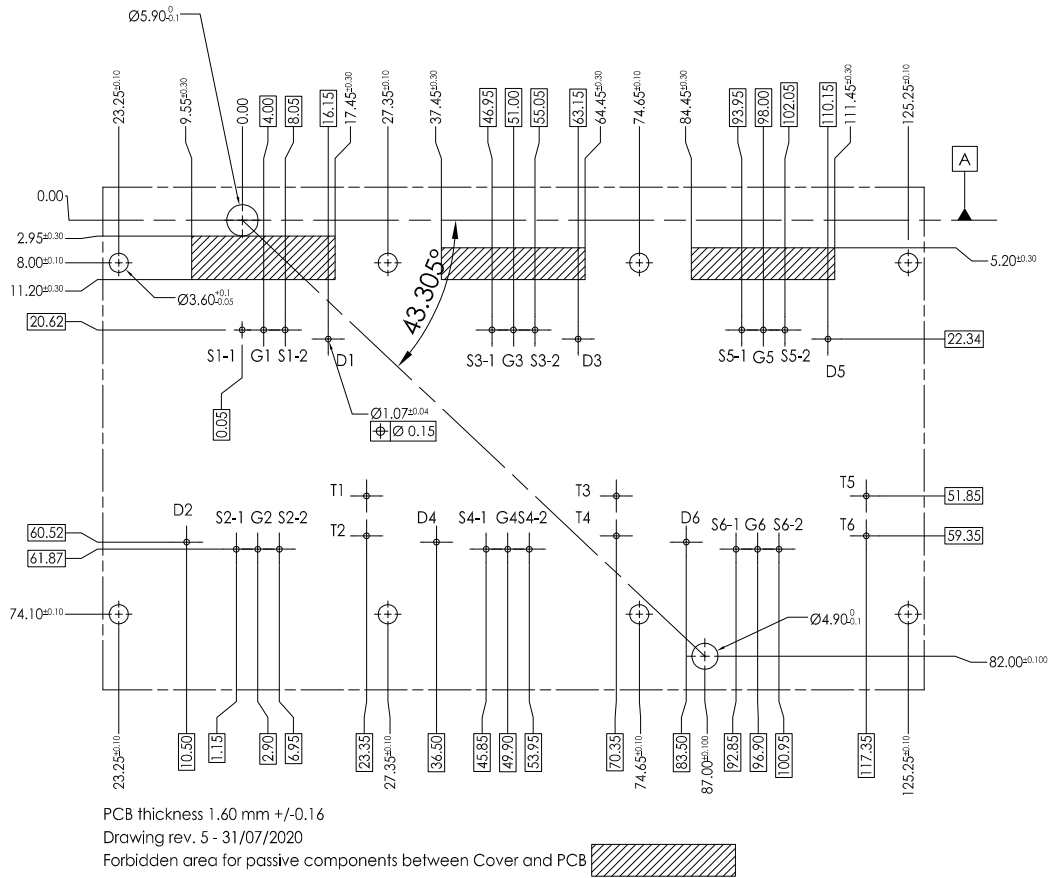 Ø5.90 0 -0.1
23.25±0.10
9.55±0.30
0.00
4.00
8.05
16.15
17.45±0.30
27.35±0.10
37.45±0.30
46.95
51.00
55.05
63.15
64.45±0.30
74.65±0.10
84.45±0.30
93.95
98.00
102.05
110.15
111.45±0.30
125.25±0.10
A
0.00
2.95±0.30
8.00±0.10
11.20±0.30
5.20±0.30
Ø3.60+0.1 -0.05
43.305°
20.62
22.34
S1-1 G1 S1-2
D1
S3-1 G3 S3-2
D3
S5-1 G5 S5-2
D5
0.05
Ø1.07±0.04
⌖ Ø 0.15
T1
T3
T5
51.85
60.52
D2
S2-1 G2 S2-2
T2
D4
S4-1 G4 S4-2
T4
D6
S6-1 G6 S6-2
T6
59.35
61.87
74.10±0.10
Ø4.90 0 -0.1
82.00±0.100
23.25±0.10
10.50
1.15
2.90
6.95
23.35
27.35±0.10
36.50
45.85
49.90
53.95
70.35
74.65±0.10
83.50
87.00±0.100
92.85
96.90
100.95
117.35
125.25±0.10
PCB thickness 1.60 mm +/-0.16
Drawing rev. 5 - 31/07/2020
Forbidden area for passive components between Cover and PCB